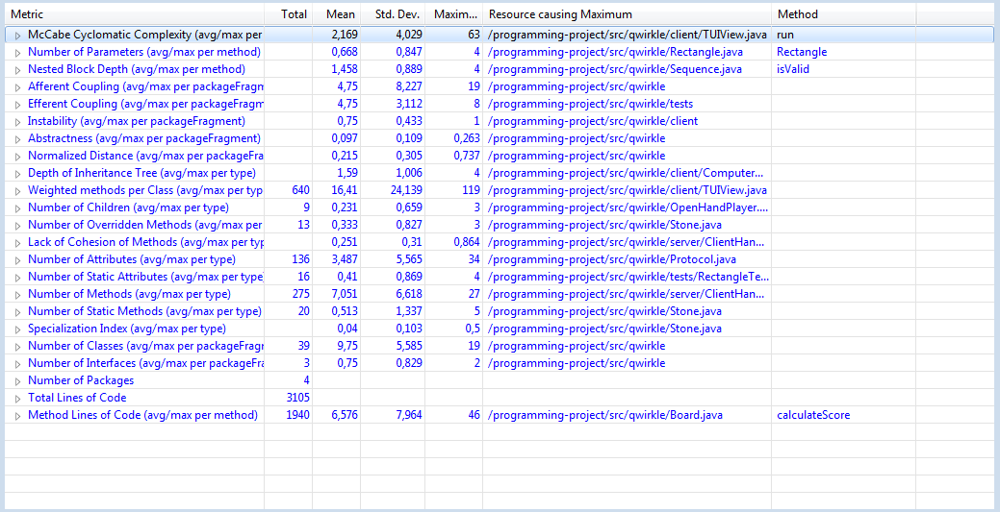 Metric Total Mean Std. Dev. Maxim... Resource causing Maximum Method
McCabe Cyclomatic Complexity (avg/max per 2,169 4,029 63 /programming-project/src/qwirkle/client/TUIView.java run
Number of Parameters (avg/max per method) 0,668 0,847 4 /programming-project/src/qwirkle/Rectangle.java Rectangle
Nested Block Depth (avg/max per method) 1,458 0,889 4 /programming-project/src/qwirkle/Sequence.java isValid
Afferent Coupling (avg/max per packageFragm 4,75 8,227 19 /programming-project/src/qwirkle
Efferent Coupling (avg/max per packageFragm 4,75 3,112 8 /programming-project/src/qwirkle/tests
Instability (avg/max per packageFragment) 0,75 0,433 1 /programming-project/src/qwirkle/client
Abstractness (avg/max per packageFragment) 0,097 0,109 0,263 /programming-project/src/qwirkle
Normalized Distance (avg/max per packageFra 0,215 0,305 0,737 /programming-project/src/qwirkle
Depth of Inheritance Tree (avg/max per type) 1,59 1,006 4 /programming-project/src/qwirkle/client/Computer...
Weighted methods per Class (avg/max per typ 640 16,41 24,139 119 /programming-project/src/qwirkle/client/TUIView.java
Number of Children (avg/max per type) 9 0,231 0,659 3 /programming-project/src/qwirkle/OpenHandPlayer....
Number of Overridden Methods (avg/max per 13 0,333 0,827 3 /programming-project/src/qwirkle/Stone.java
Lack of Cohesion of Methods (avg/max per typ 0,251 0,31 0,864 /programming-project/src/qwirkle/server/ClientHan...
Number of Attributes (avg/max per type) 136 3,487 5,565 34 /programming-project/src/qwirkle/Protocol.java
Number of Static Attributes (avg/max per type 16 0,41 0,869 4 /programming-project/src/qwirkle/tests/RectangleTe...
Number of Methods (avg/max per type) 275 7,051 6,618 27 /programming-project/src/qwirkle/server/ClientHan...
Number of Static Methods (avg/max per type) 20 0,513 1,337 5 /programming-project/src/qwirkle/Stone.java
Specialization Index (avg/max per type) 0,04 0,103 0,5 /programming-project/src/qwirkle/Stone.java
Number of Classes (avg/max per packageFragr 39 9,75 5,585 19 /programming-project/src/qwirkle
Number of Interfaces (avg/max per packageFra 3 0,75 0,829 2 /programming-project/src/qwirkle
Number of Packages 4
Total Lines of Code 3105
Method Lines of Code (avg/max per method) 1940 6,576 7,964 46 /programming-project/src/qwirkle/Board.java calculateScore